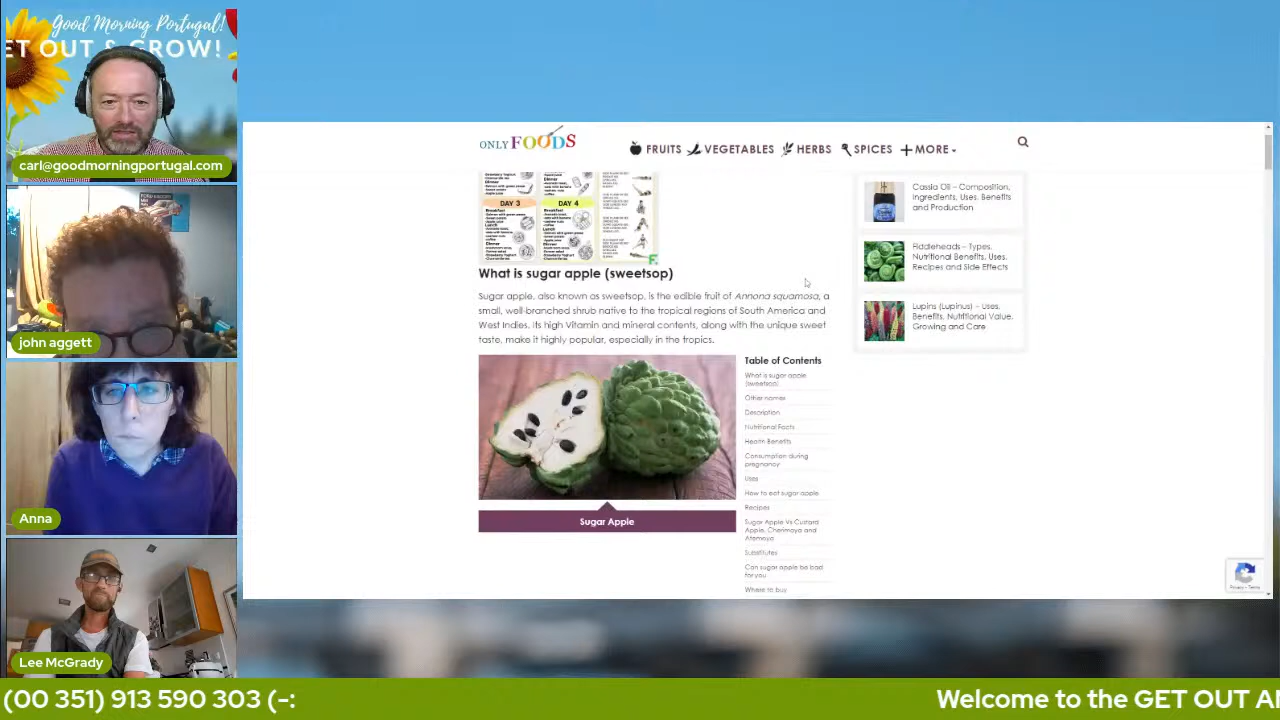 Good Morning Portugal!
ET OUT & GROW!
carl@goodmorningportugal.com
john aggett
Anna
Lee McGrady
ONLY FOODS
FRUITS VEGETABLES HERBS SPICES MORE
DAY 3 DAY 4
Breakfast
Lunch
Dinner
What is sugar apple (sweetsop)
Sugar apple, also known as sweetsop, is the edible fruit of Annona squamosa, a
small, well-branched shrub native to the tropical regions of South America and
West Indies. Its high Vitamin and mineral contents, along with the unique sweet
taste, make it highly popular, especially in the tropics.
Sugar Apple
Table of Contents
What is sugar apple
(sweetsop)
Other names
Description
Nutritional Facts
Health Benefits
Consumption during
pregnancy
Uses
How to eat sugar apple
Recipes
Sugar Apple Vs Custard
Apple, Cherimoya and
Atemoya
Substitutes
Can sugar apple be bad
for you
Where to buy
Cassia Oil – Composition,
Ingredients, Uses, Benefits
and Production
Fiddleheads – Types,
Nutritional Benefits, Uses,
Recipes and Side Effects
Lupins (Lupinus) – Uses,
Benefits, Nutritional Value,
Growing and Care
Privacy - Terms
(00 351) 913 590 303 (-:
Welcome to the GET OUT A